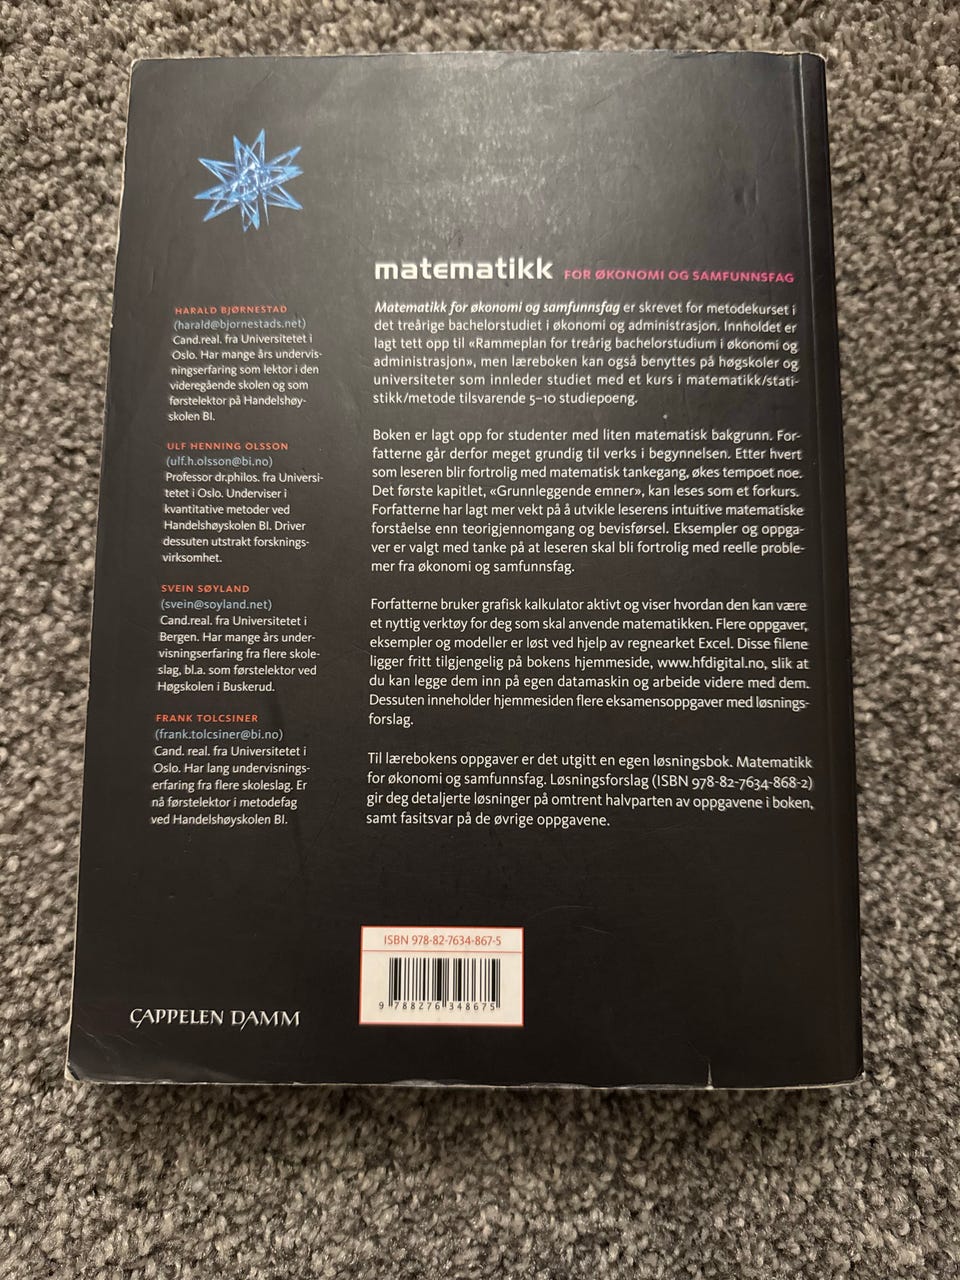 matematikk FOR ØKONOMI OG SAMFUNNSFAG
HARALD BJØRNESTAD
(harald@bjornestads.net)
Cand.real. fra Universitetet i
Oslo. Har mange års undervis-
ningserfaring som lektor i den
videregående skolen og som
førstelektor på Handelshøy-
skolen BI.
ULF HENNING OLSSON
(ulf.h.olsson@bi.no)
Professor dr.philos. fra Universi-
tetet i Oslo. Underviser i
kvantitative metoder ved
Handelshøyskolen BI. Driver
dessuten utstrakt forsknings-
virksomhet.
SVEIN SØYLAND
(svein@soyland.net)
Cand.real. fra Universitetet i
Bergen. Har mange års under-
visningserfaring fra flere skole-
slag, bl.a. som førstelektor ved
Høgskolen i Buskerud.
FRANK TOLCSINER
(frank.tolcsiner@bi.no)
Cand. real. fra Universitetet i
Oslo. Har lang undervisnings-
erfaring fra flere skoleslag. Er
nå førstelektor i metodefag
ved Handelshøyskolen BI.
Matematikk for økonomi og samfunnsfag er skrevet for metodekurset i
det treårige bachelorstudiet i økonomi og administrasjon. Innholdet er
lagt tett opp til «Rammeplan for treårig bachelorstudium i økonomi og
administrasjon», men læreboken kan også benyttes på høgskoler og
universiteter som innleder studiet med et kurs i matematikk/stati-
stikk/metode tilsvarende 5–10 studiepoeng.
Boken er lagt opp for studenter med liten matematisk bakgrunn. For-
fatterne går derfor meget grundig til verks i begynnelsen. Etter hvert
som leseren blir fortrolig med matematisk tankegang, økes tempoet noe.
Det første kapitlet, «Grunnleggende emner», kan leses som et forkurs.
Forfatterne har lagt mer vekt på å utvikle leserens intuitive matematiske
forståelse enn teorigjennomgang og bevisførsel. Eksempler og oppga-
ver er valgt med tanke på at leseren skal bli fortrolig med reelle proble-
mer fra økonomi og samfunnsfag.
Forfatterne bruker grafisk kalkulator aktivt og viser hvordan den kan være
et nyttig verktøy for deg som skal anvende matematikken. Flere oppgaver,
eksempler og modeller er løst ved hjelp av regnearket Excel. Disse filene
ligger fritt tilgjengelig på bokens hjemmeside, www.hfdigital.no, slik at
du kan legge dem inn på egen datamaskin og arbeide videre med dem.
Dessuten inneholder hjemmesiden flere eksamensoppgaver med løsnings-
forslag.
Til lærebokens oppgaver er det utgitt en egen løsningsbok. Matematikk
for økonomi og samfunnsfag. Løsningsforslag (ISBN 978-82-7634-868-2)
gir deg detaljerte løsninger på omtrent halvparten av oppgavene i boken,
samt fasitsvar på de øvrige oppgavene.
ISBN 978-82-7634-867-5
9 788276 348675
CAPPELEN DAMM